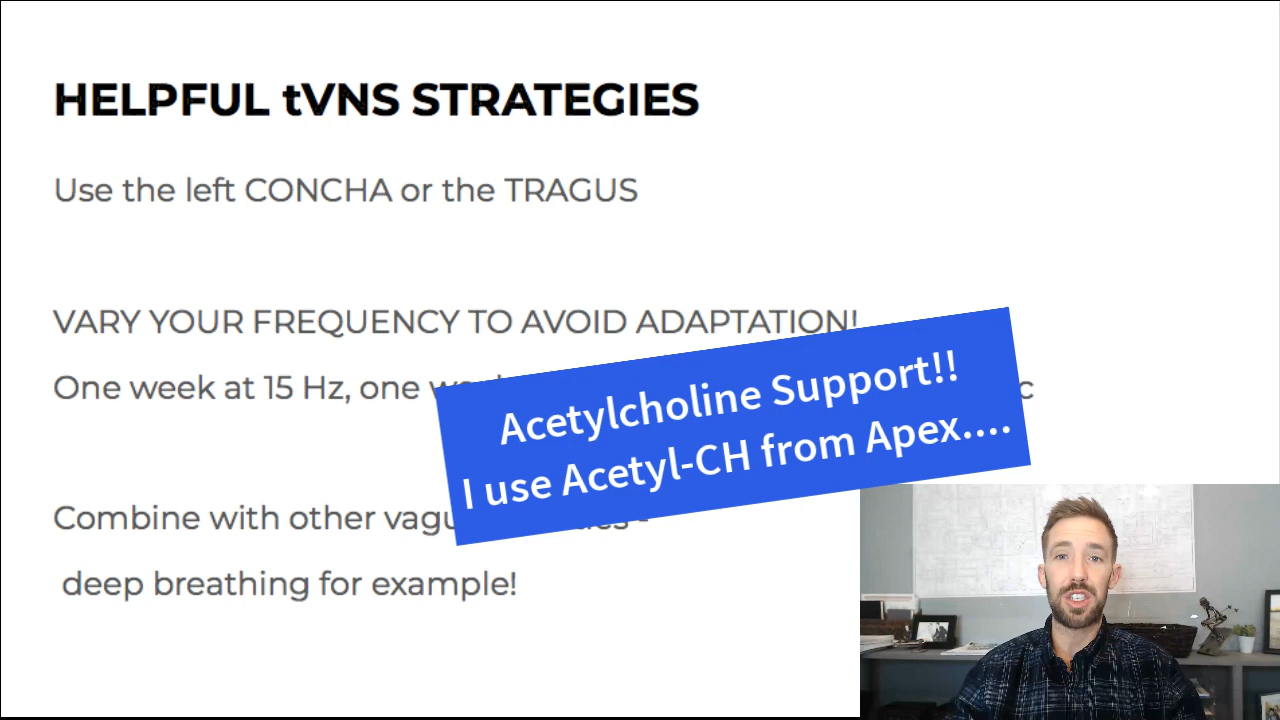 HELPFUL tVNS STRATEGIES
Use the left CONCHA or the TRAGUS
VARY YOUR FREQUENCY TO AVOID ADAPTATION!
One week at 15 Hz, one
Acetylcholine Support!!
I use Acetyl-CH from Apex....
Combine with other
deep breathing for example!